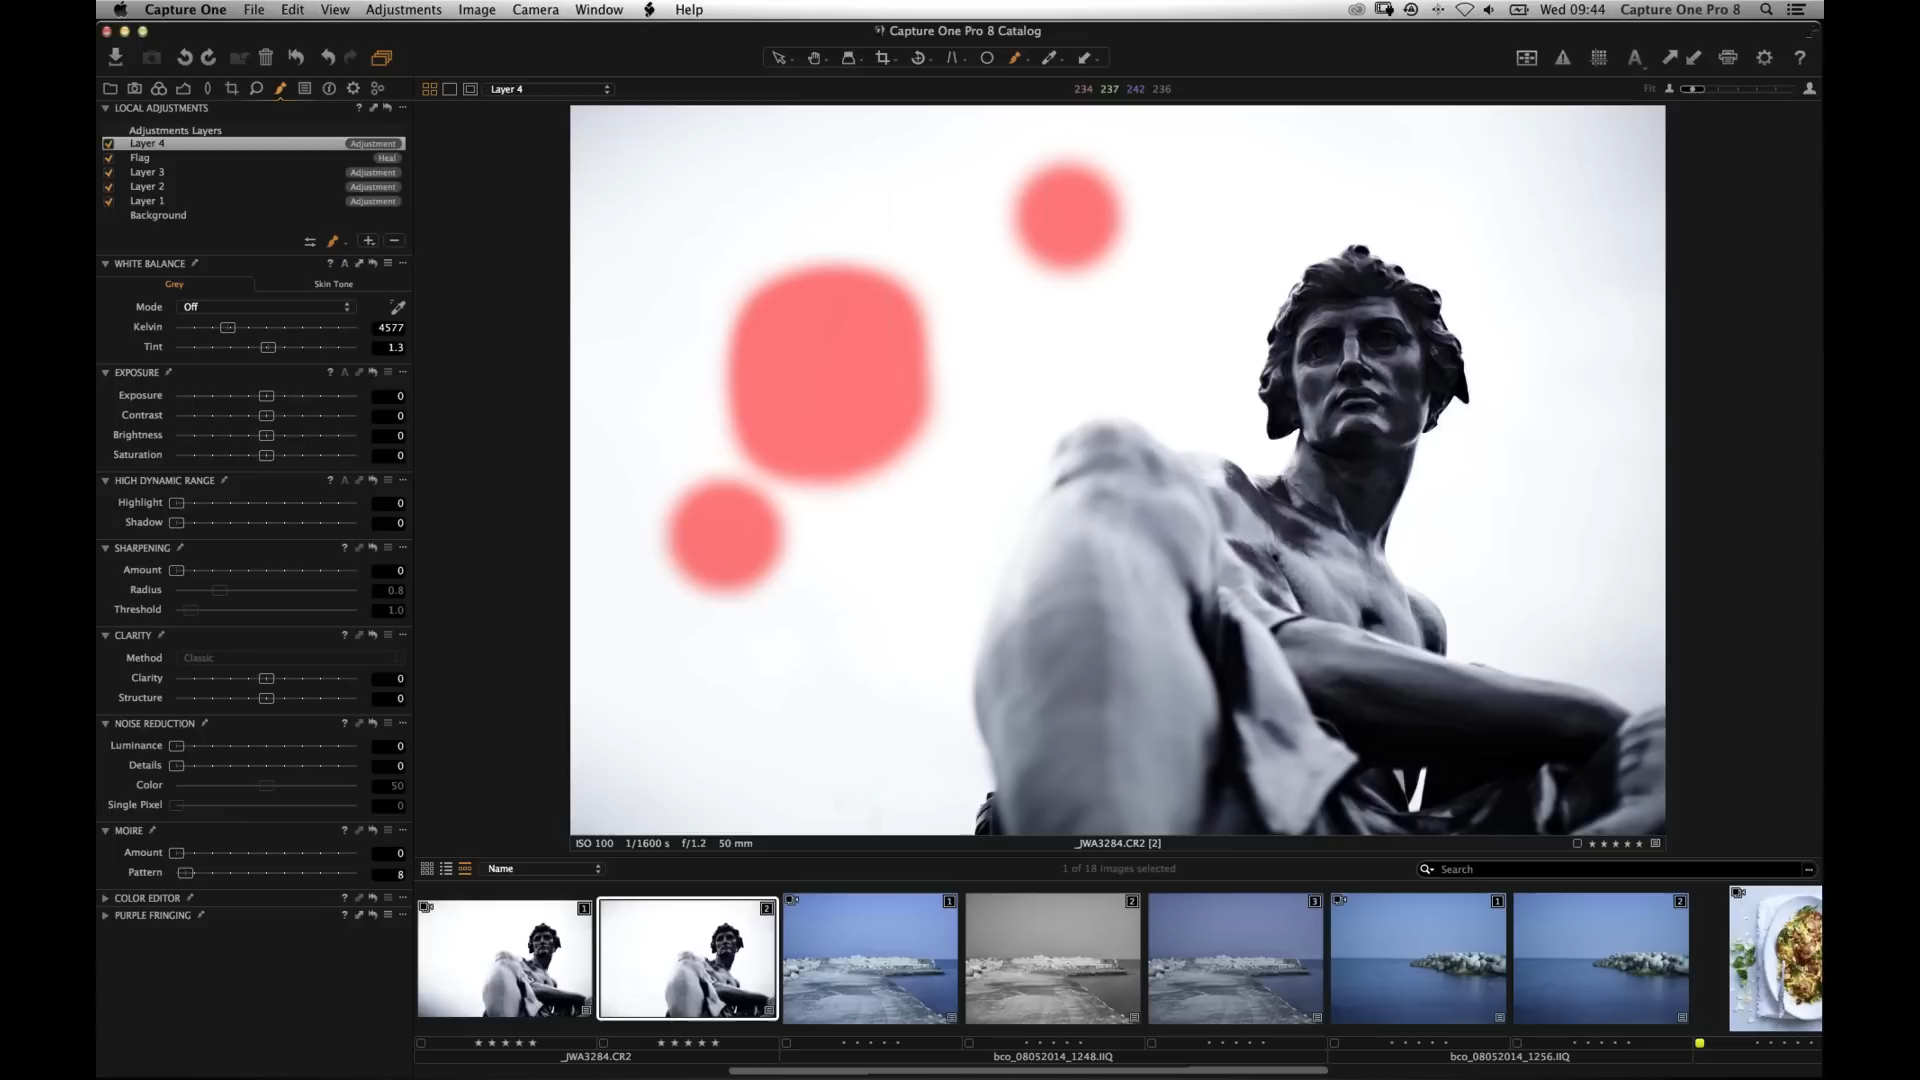 Capture One File Edit View Adjustments Image Camera Window Help Wed 09:44 Capture One Pro 8
Capture One Pro 8 Catalog
Layer 4 234 237 242 236 Fit
LOCAL ADJUSTMENTS ?
Adjustments Layers
Layer 4 Adjustment
Flag Heal
Layer 3 Adjustment
Layer 2 Adjustment
Layer 1 Adjustment
Background
WHITE BALANCE ? A
Grey Skin Tone
Mode Off
Kelvin 4577
Tint 1.3
EXPOSURE ? A
Exposure 0
Contrast 0
Brightness 0
Saturation 0
HIGH DYNAMIC RANGE ? A
Highlight 0
Shadow 0
SHARPENING ?
Amount 0
Radius 0.8
Threshold 1.0
CLARITY ?
Method Classic
Clarity 0
Structure 0
NOISE REDUCTION ?
Luminance 0
Details 0
Color 50
Single Pixel 0
MOIRE ?
Amount 0
Pattern 8
COLOR EDITOR ?
PURPLE FRINGING ?
ISO 100 1/1600 s f/1.2 50 mm _JWA3284.CR2 [2]
Name 1 of 18 images selected Search
1 2 1 2 3 1 2
_JWA3284.CR2 bco_08052014_1248.IIQ bco_08052014_1256.IIQ